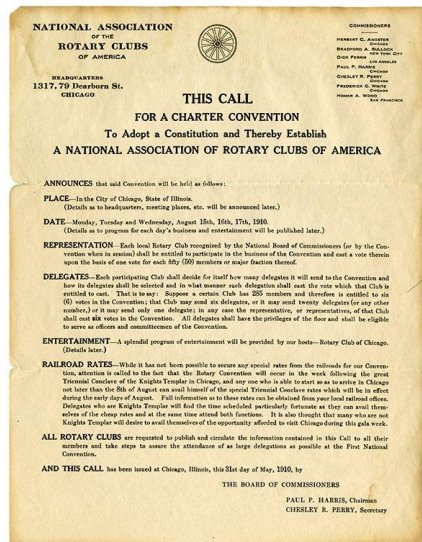 NATIONAL ASSOCIATION
OF THE
ROTARY CLUBS
OF AMERICA
HEADQUARTERS
1317, 79 Dearborn St.
CHICAGO
COMMISSIONERS
HERBERT C. ANGSTER
CHICAGO
BRADFORD A. BULLOCK
NEW YORK CITY
DICK FERRIS
LOS ANGELES
PAUL P. HARRIS
CHICAGO
CHESLEY R. PERRY
CHICAGO
FREDERICK G. WHITE
CHICAGO
HOMER A. WOOD
SAN FRANCISCO
THIS CALL
FOR A CHARTER CONVENTION
To Adopt a Constitution and Thereby Establish
A NATIONAL ASSOCIATION OF ROTARY CLUBS OF AMERICA
ANNOUNCES that said Convention will be held as follows:
PLACE—In the City of Chicago, State of Illinois.
(Details as to headquarters, meeting places, etc. will be announced later.)
DATE—Monday, Tuesday and Wednesday, August 15th, 16th, 17th, 1910.
(Details as to program for each day's business and entertainment will be published later.)
REPRESENTATION—Each local Rotary Club recognized by the National Board of Commissioners (or by the Con-
vention when in session) shall be entitled to participate in the business of the Convention and east a vote therein
upon the basis of one vote for each fifty (50) members or major fraction thereof.
DELEGATES—Each participating Club shall decide for itself how many delegates it will send to the Convention and
how its delegates shall be selected and in what manner such delegation shall cast the vote which that Club is
entitled to cast. That is to say: Suppose a certain Club has 285 members and therefore is entitled to six
(6) votes in the Convention; that Club may send six delegates, or it may send twenty delegates (or any other
number,) or it may send only one delegate; in any case the representative, or representatives, of that Club
shall cast six votes in the Convention. All delegates shall have the privileges of the floor and shall be eligible
to serve as officers and committeemen of the Convention.
ENTERTAINMENT—A splendid program of entertainment will be provided by our hosts—Rotary Club of Chicago.
(Details later.)
RAILROAD RATES—While it has not been possible to secure any special rates from the railroads for our Conven-
tion, attention is called to the fact that the Rotary Convention will occur in the week following the great
Triennial Conclave of the Knights Templar in Chicago, and any one who is able to start so as to arrive in Chicago
not later than the 8th of August can avail himself of the special Triennial Conclave rates which will be in effect
during the early days of August. Full information as to these rates can be obtained from your local railroad offices.
Delegates who are Knights Templar will find the time scheduled particularly fortunate as they can avail them-
selves of the cheap rates and at the same time attend both functions. It is also thought that many who are not
Knights Templar will desire to avail themselves of the opportunity afforded to visit Chicago during this gala week.
ALL ROTARY CLUBS are requested to publish and circulate the information contained in this Call to all their
members and take steps to assure the attendance of as large delegations as possible at the First National
Convention.
AND THIS CALL has been issued at Chicago, Illinois, this 31st day of May, 1910, by
THE BOARD OF COMMISSIONERS
PAUL P. HARRIS, Chairman
CHESLEY R. PERRY, Secretary